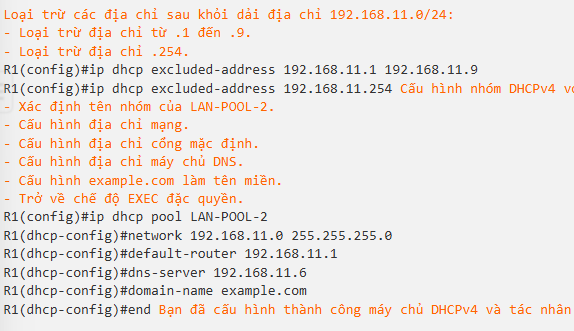 Loại trừ các địa chỉ sau khỏi dải địa chỉ 192.168.11.0/24:
- Loại trừ địa chỉ từ .1 đến .9.
- Loại trừ địa chỉ .254.
R1(config)#ip dhcp excluded-address 192.168.11.1 192.168.11.9
R1(config)#ip dhcp excluded-address 192.168.11.254 Cấu hình nhóm DHCPv4
- Xác định tên nhóm của LAN-POOL-2.
- Cấu hình địa chỉ mạng.
- Cấu hình địa chỉ cổng mặc định.
- Cấu hình địa chỉ máy chủ DNS.
- Cấu hình example.com làm tên miền.
- Trở về chế độ EXEC đặc quyền.
R1(config)#ip dhcp pool LAN-POOL-2
R1(dhcp-config)#network 192.168.11.0 255.255.255.0
R1(dhcp-config)#default-router 192.168.11.1
R1(dhcp-config)#dns-server 192.168.11.6
R1(dhcp-config)#domain-name example.com
R1(dhcp-config)#end Bạn đã cấu hình thành công máy chủ DHCPv4 và tác nhân